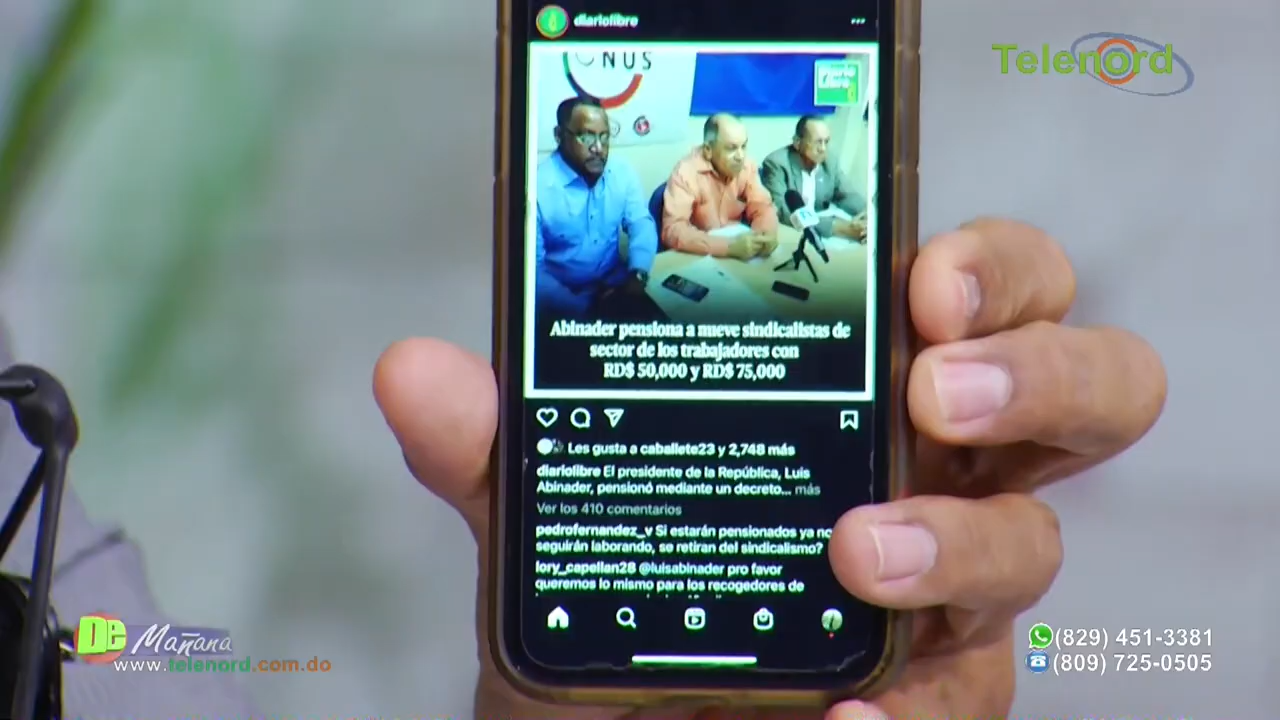 diariolibre
Telenord
NUS
Abinader pensiona a nueve sindicalistas de
sector de los trabajadores con
RD$ 50,000 y RD$ 75,000
Les gusta a caballete23 y 2,748 más
diariolibre El presidente de la República, Luis
Abinader, pensionó mediante un decreto... más
Ver los 410 comentarios
pedrofernandez_v Si estarán pensionados ya no
seguirán laborando, se retiran del sindicalismo?
lory_capellan28 @luisabinader pro favor
queremos lo mismo para los recogedores de
De Mañana
www.telenord.com.do
(829) 451-3381
(809) 725-0505